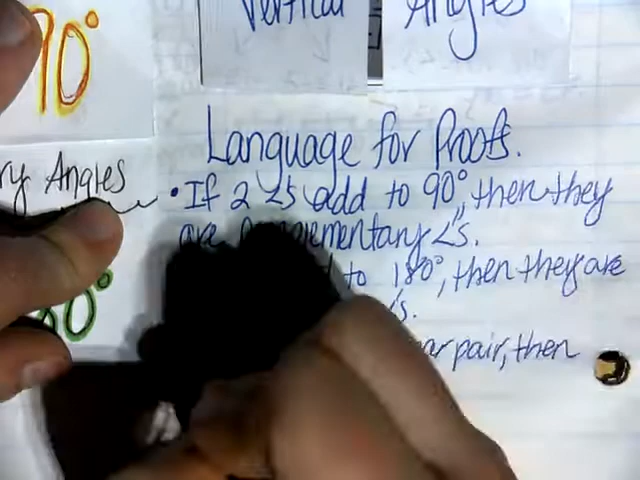 90°
Vertical Angles
ry Angles
80°
Language for Proofs.
• If 2 ∠s add to 90°, then they
are complementary ∠s.
to 180°, then they are
∠s.
ar pair, then